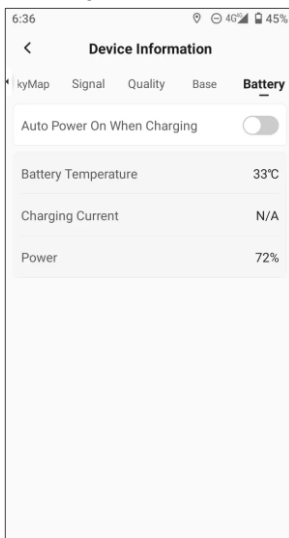 6:36 4G 45%
Device Information
kyMap Signal Quality Base Battery
Auto Power On When Charging
Battery Temperature 33℃
Charging Current N/A
Power 72%